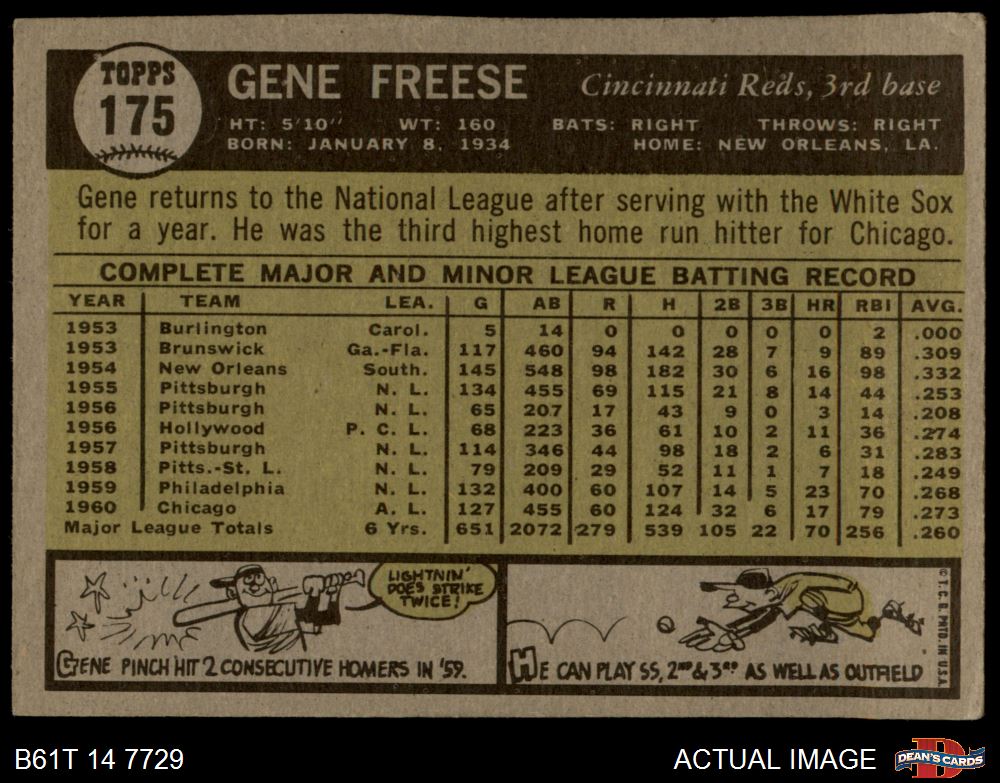 TOPPS
175
GENE FREESE
Cincinnati Reds, 3rd base
HT: 5'10" WT: 160 BATS: RIGHT THROWS: RIGHT
BORN: JANUARY 8, 1934 HOME: NEW ORLEANS, LA.
Gene returns to the National League after serving with the White Sox
for a year. He was the third highest home run hitter for Chicago.
COMPLETE MAJOR AND MINOR LEAGUE BATTING RECORD
YEAR TEAM LEA. G AB R H 2B 3B HR RBI AVG.
1953 Burlington Carol. 5 14 0 0 0 0 0 2 .000
1953 Brunswick Ga.-Fla. 117 460 94 142 28 7 9 89 .309
1954 New Orleans South. 145 548 98 182 30 6 16 98 .332
1955 Pittsburgh N. L. 134 455 69 115 21 8 14 44 .253
1956 Pittsburgh N. L. 65 207 17 43 9 0 3 14 .208
1956 Hollywood P. C. L. 68 223 36 61 10 2 11 36 .274
1957 Pittsburgh N. L. 114 346 44 98 18 2 6 31 .283
1958 Pitts.-St. L. N. L. 79 209 29 52 11 1 7 18 .249
1959 Philadelphia N. L. 132 400 60 107 14 5 23 70 .268
1960 Chicago A. L. 127 455 60 124 32 6 17 79 .273
Major League Totals 6 Yrs. 651 2072 279 539 105 22 70 256 .260
LIGHTNIN'
DOES STRIKE
TWICE!
GENE PINCH HIT 2 CONSECUTIVE HOMERS IN '59.
HE CAN PLAY SS, 2ND & 3RD AS WELL AS OUTFIELD
© T.C.G. PRTD. IN U.S.A.
B61T 14 7729
ACTUAL IMAGE
DEAN'S CARDS